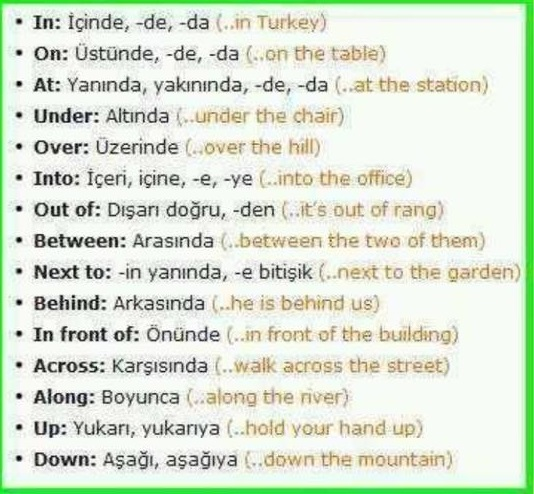 • In: İçinde, -de, -da (..in Turkey)
• On: Üstünde, -de, -da (..on the table)
• At: Yanında, yakınında, -de, -da (..at the station)
• Under: Altında (..under the chair)
• Over: Üzerinde (..over the hill)
• Into: İçeri, içine, -e, -ye (..into the office)
• Out of: Dışarı doğru, -den (..it's out of rang)
• Between: Arasında (..between the two of them)
• Next to: -in yanında, -e bitişik (..next to the garden)
• Behind: Arkasında (..he is behind us)
• In front of: Önünde (..in front of the building)
• Across: Karşısında (..walk across the street)
• Along: Boyunca (..along the river)
• Up: Yukarı, yukarıya (..hold your hand up)
• Down: Aşağı, aşağıya (..down the mountain)